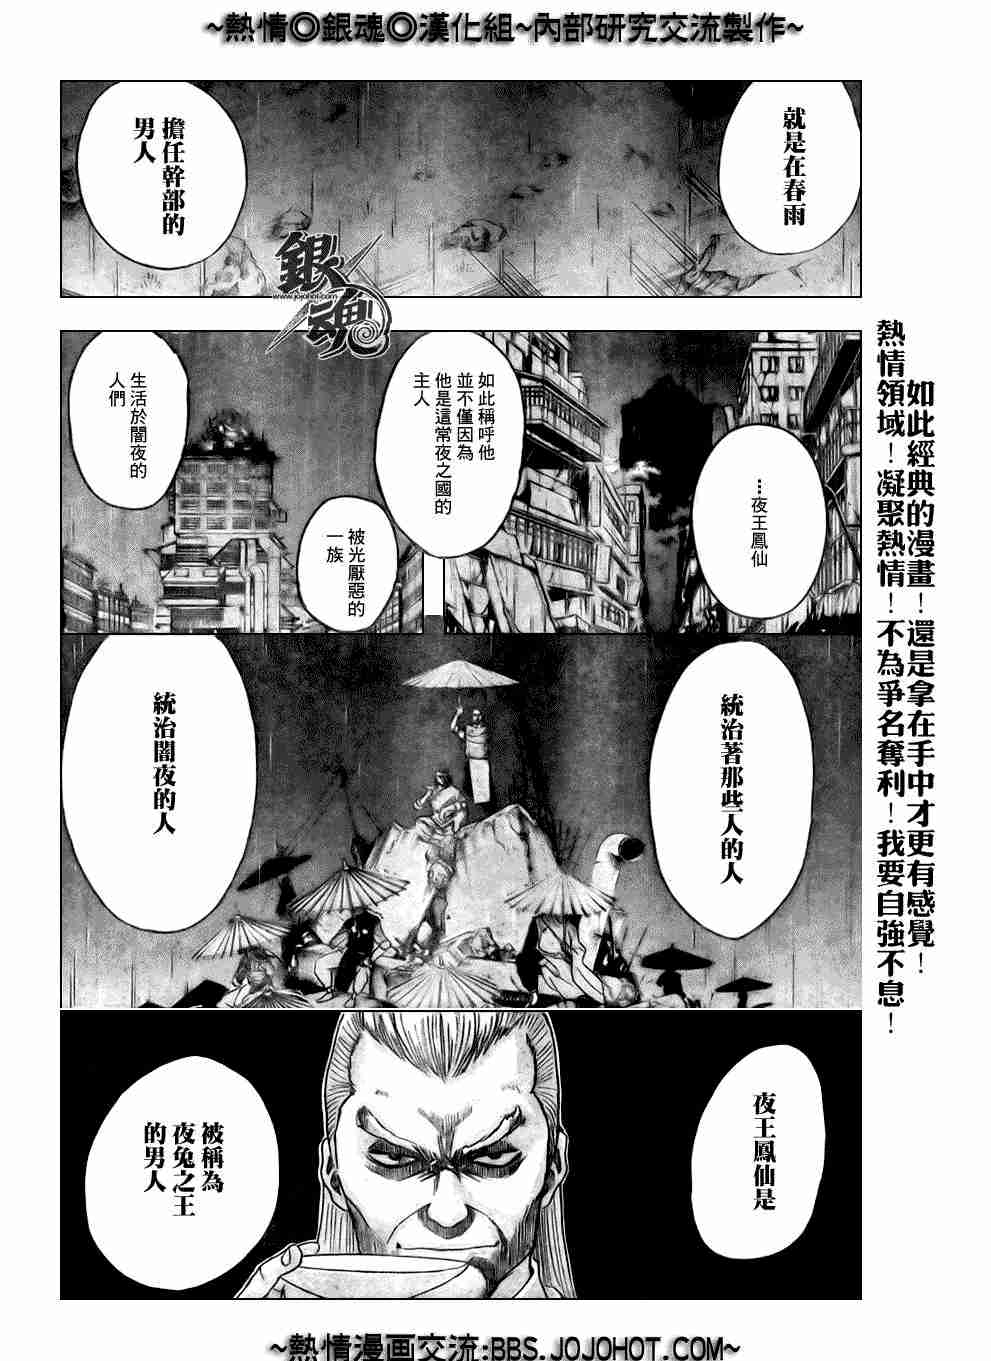 ~熱情◎銀魂◎漢化組~內部研究交流製作~
就是在春雨
擔任幹部的
男人
銀魂
www.jojohot.com
…夜王鳳仙
如此稱呼他
並不僅因為
他是這常夜之國的
主人
被光厭惡的
一族
生活於闇夜的
人們
統治著那些人的人
統治闇夜的人
夜王鳳仙是
被稱為
夜兔之王
的男人
如此經典的漫畫！還是拿在手中才更有感覺！
熱情領域！凝聚熱情！不為爭名奪利！我要自強不息！
~熱情漫画交流:BBS.JOJOHOT.COM~